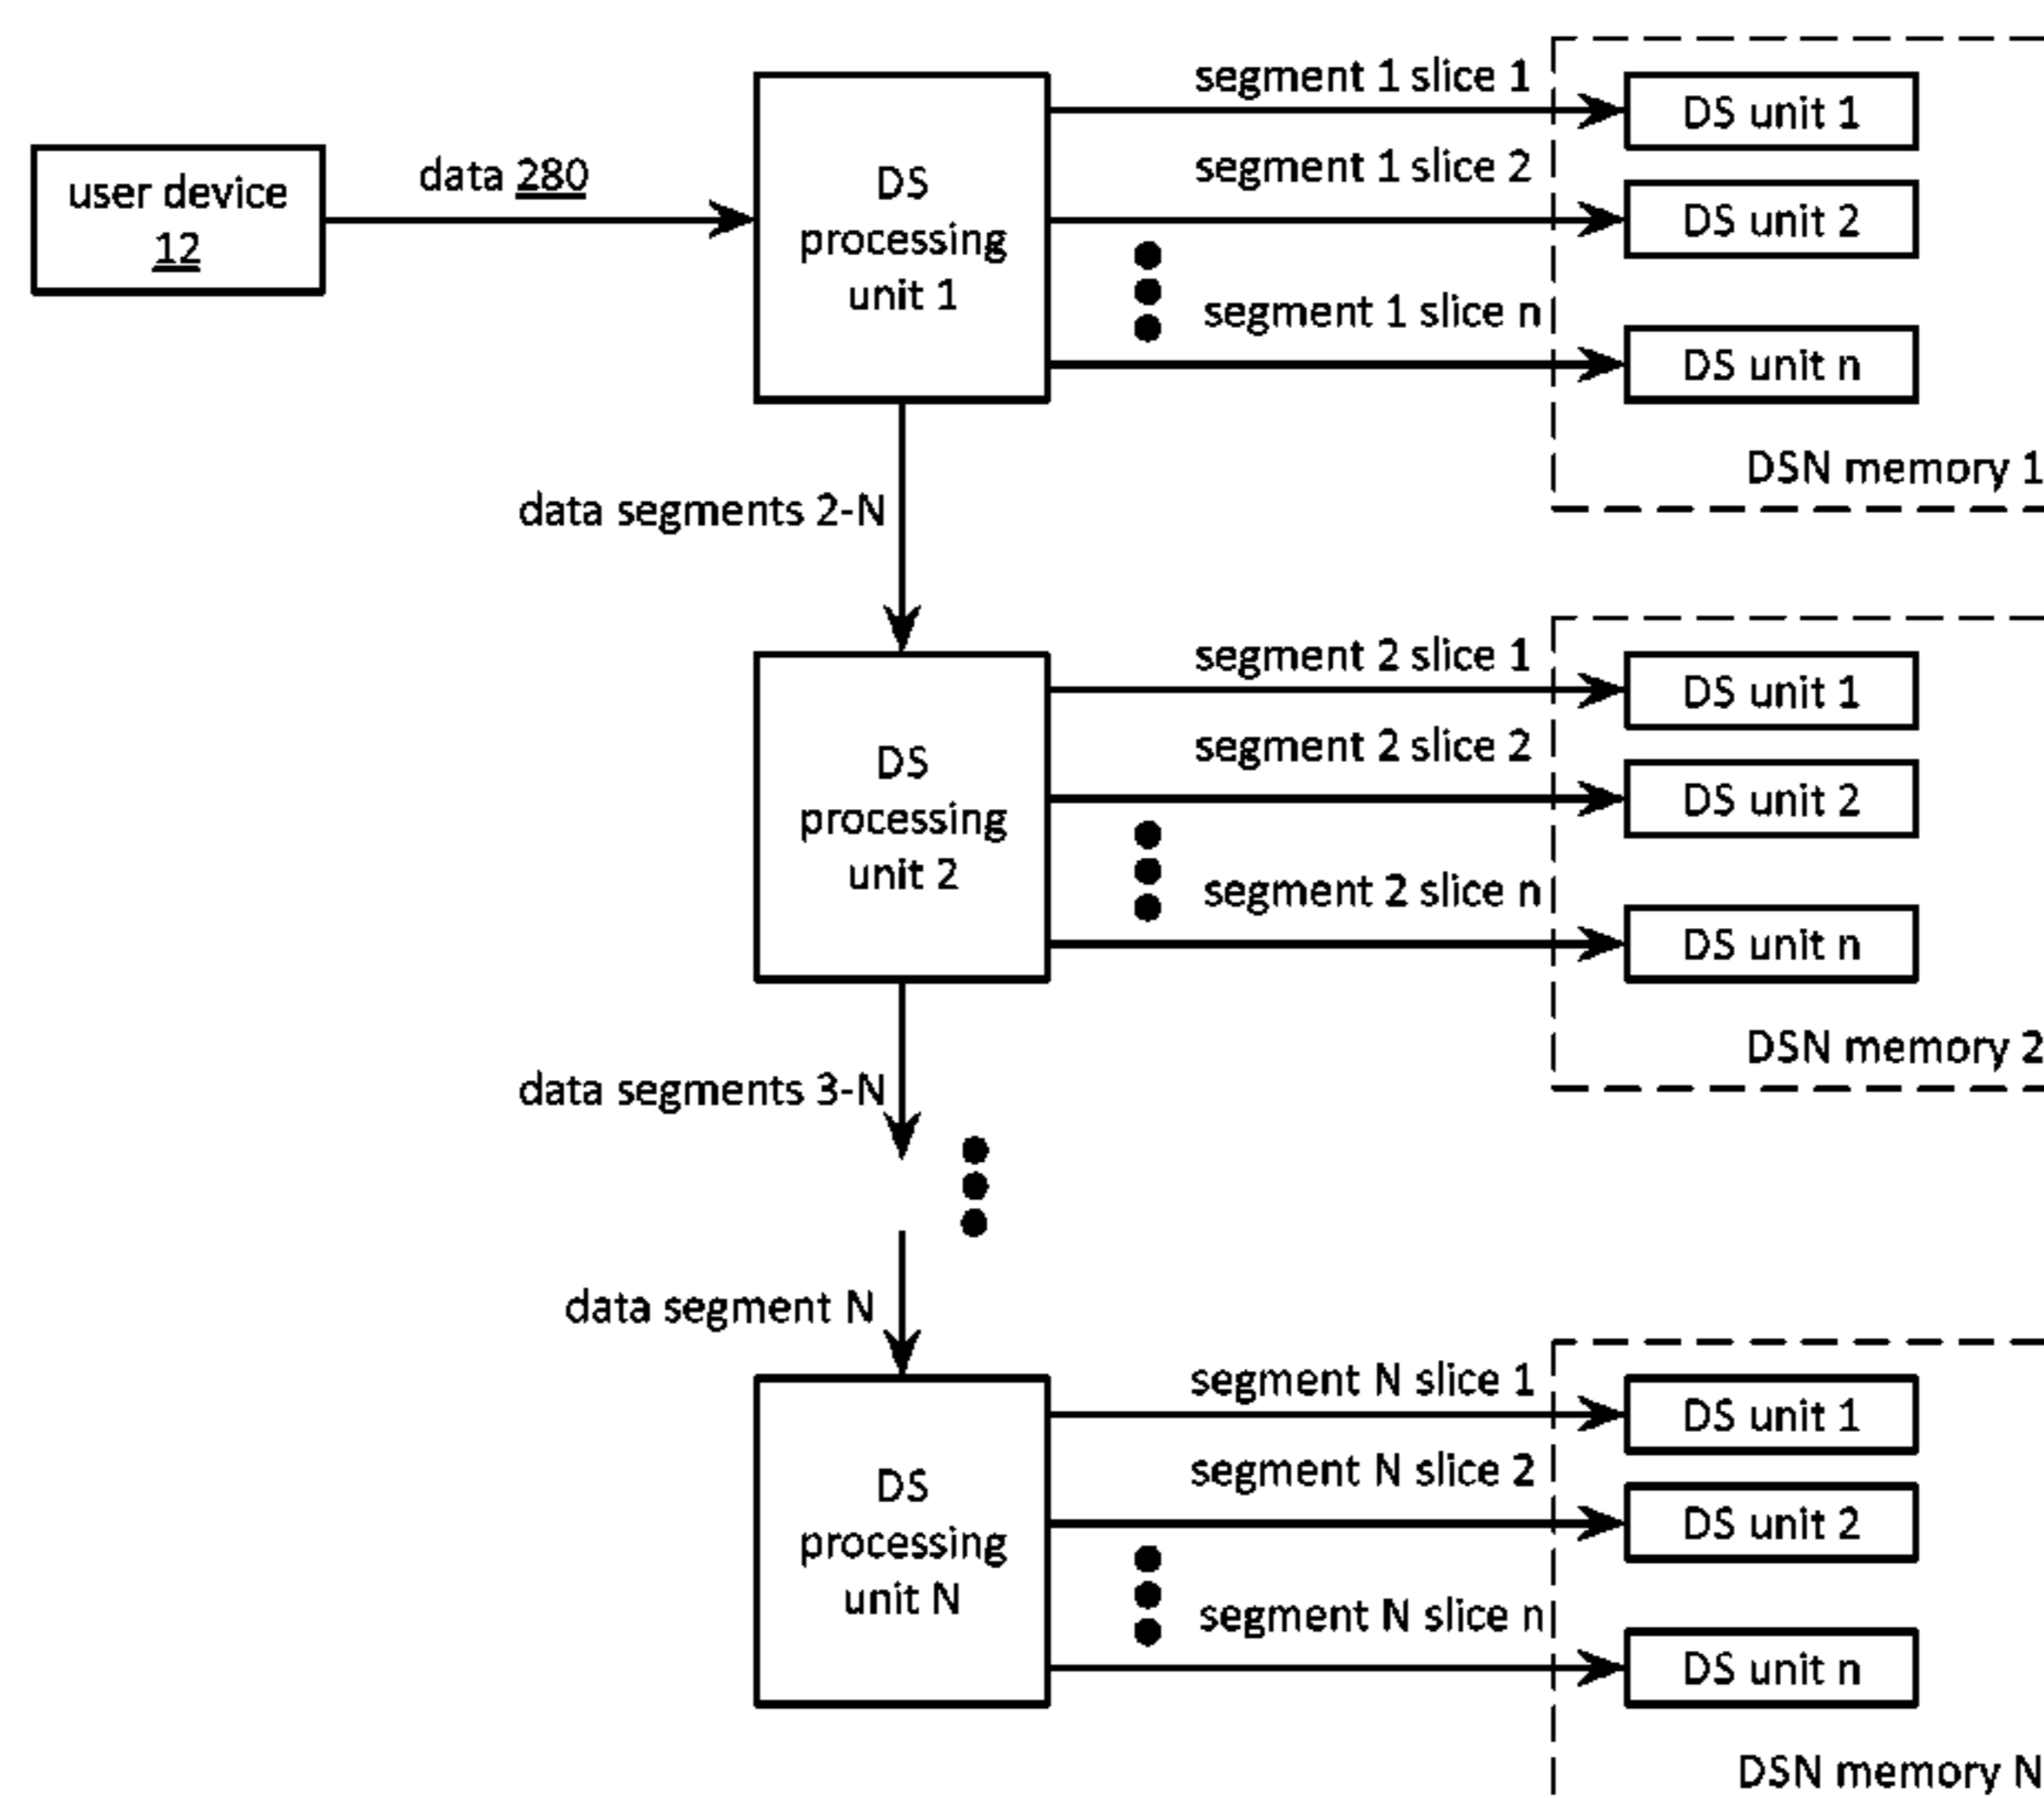 user device
12
data 280
DS
processing
unit 1
segment 1 slice 1
segment 1 slice 2
segment 1 slice n
DS unit 1
DS unit 2
DS unit n
DSN memory 1
data segments 2-N
DS
processing
unit 2
segment 2 slice 1
segment 2 slice 2
segment 2 slice n
DS unit 1
DS unit 2
DS unit n
DSN memory 2
data segments 3-N
data segment N
DS
processing
unit N
segment N slice 1
segment N slice 2
segment N slice n
DS unit 1
DS unit 2
DS unit n
DSN memory N